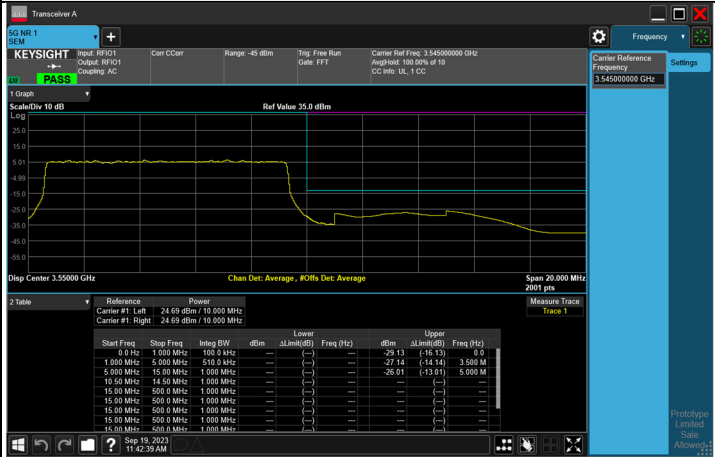 Transceiver A
5G NR 1
SEM
+
Frequency
KEYSIGHT
LVI
PASS
Input: RFIO1
Output: RFIO1
Coupling: AC
Corr CCorr
Range: -45 dBm
Trig: Free Run
Gate: FFT
Carrier Ref Freq: 3.545000000 GHz
Avg|Hold: 100.00% of 10
CC Info: UL, 1 CC
Carrier Reference
Frequency
3.545000000 GHz
Settings
1 Graph
Scale/Div 10 dB
Ref Value 35.0 dBm
Log
25.0
15.0
5.01
-4.99
-15.0
-25.0
-35.0
-45.0
-55.0
Disp Center 3.55000 GHz
Chan Det: Average , #Offs Det: Average
Span 20.000 MHz
2001 pts
2 Table
Reference Power
Carrier #1: Left 24.69 dBm / 10.000 MHz
Carrier #1: Right 24.69 dBm / 10.000 MHz
Measure Trace
Trace 1
Lower Upper
Start Freq Stop Freq Integ BW dBm ΔLimit(dB) Freq (Hz) dBm ΔLimit(dB) Freq (Hz)
0.0 Hz 1.000 MHz 100.0 kHz --- (---) --- -29.13 (-16.13) 0.0
1.000 MHz 5.000 MHz 510.0 kHz --- (---) --- -27.14 (-14.14) 3.500 M
5.000 MHz 15.00 MHz 1.000 MHz --- (---) --- -26.01 (-13.01) 5.000 M
10.50 MHz 14.50 MHz 1.000 MHz --- (---) --- --- (---) ---
15.00 MHz 500.0 MHz 1.000 MHz --- (---) --- --- (---) ---
15.00 MHz 500.0 MHz 1.000 MHz --- (---) --- --- (---) ---
15.00 MHz 500.0 MHz 1.000 MHz --- (---) --- --- (---) ---
15.00 MHz 500.0 MHz 1.000 MHz --- (---) --- --- (---) ---
Prototype
Limited
Sale
Allowed
?
Sep 19, 2023
11:42:39 AM